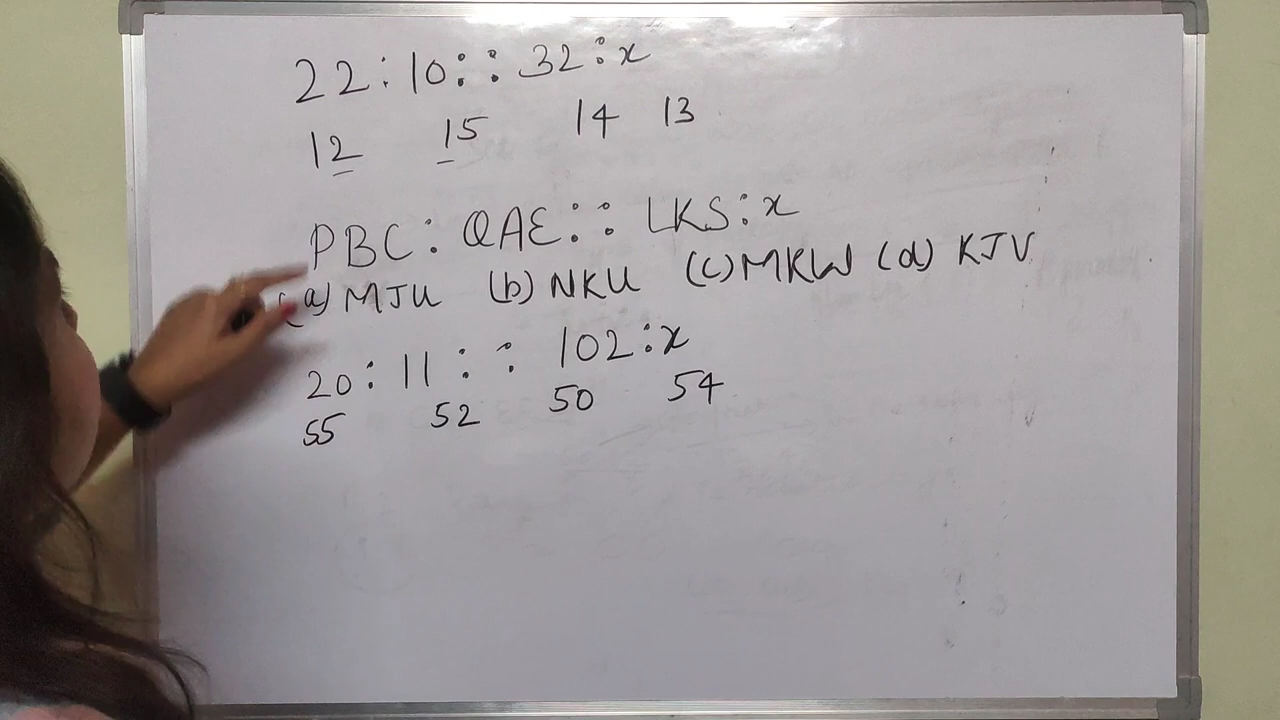 22:10::32:x
12 15 14 13
PBC:QAE::LKS:x
(a) MJU (b) NKU (c) MKW (d) KJV
20:11::102:x
55 52 50 54